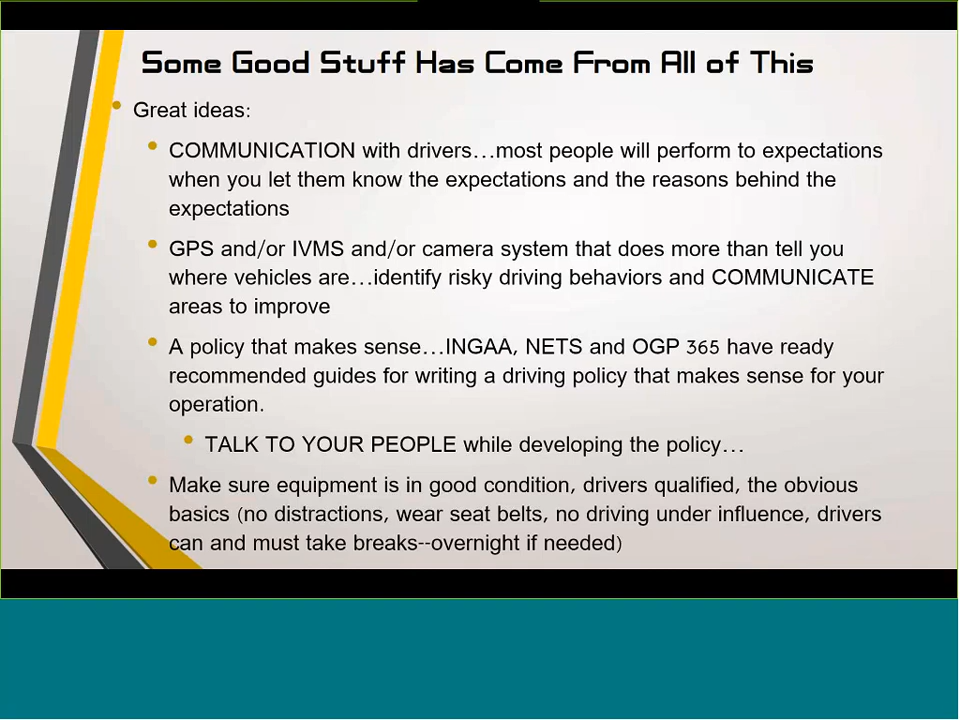 Some Good Stuff Has Come From All of This
• Great ideas:
• COMMUNICATION with drivers…most people will perform to expectations
when you let them know the expectations and the reasons behind the
expectations
• GPS and/or IVMS and/or camera system that does more than tell you
where vehicles are…identify risky driving behaviors and COMMUNICATE
areas to improve
• A policy that makes sense…INGAA, NETS and OGP 365 have ready
recommended guides for writing a driving policy that makes sense for your
operation.
• TALK TO YOUR PEOPLE while developing the policy…
• Make sure equipment is in good condition, drivers qualified, the obvious
basics (no distractions, wear seat belts, no driving under influence, drivers
can and must take breaks--overnight if needed)